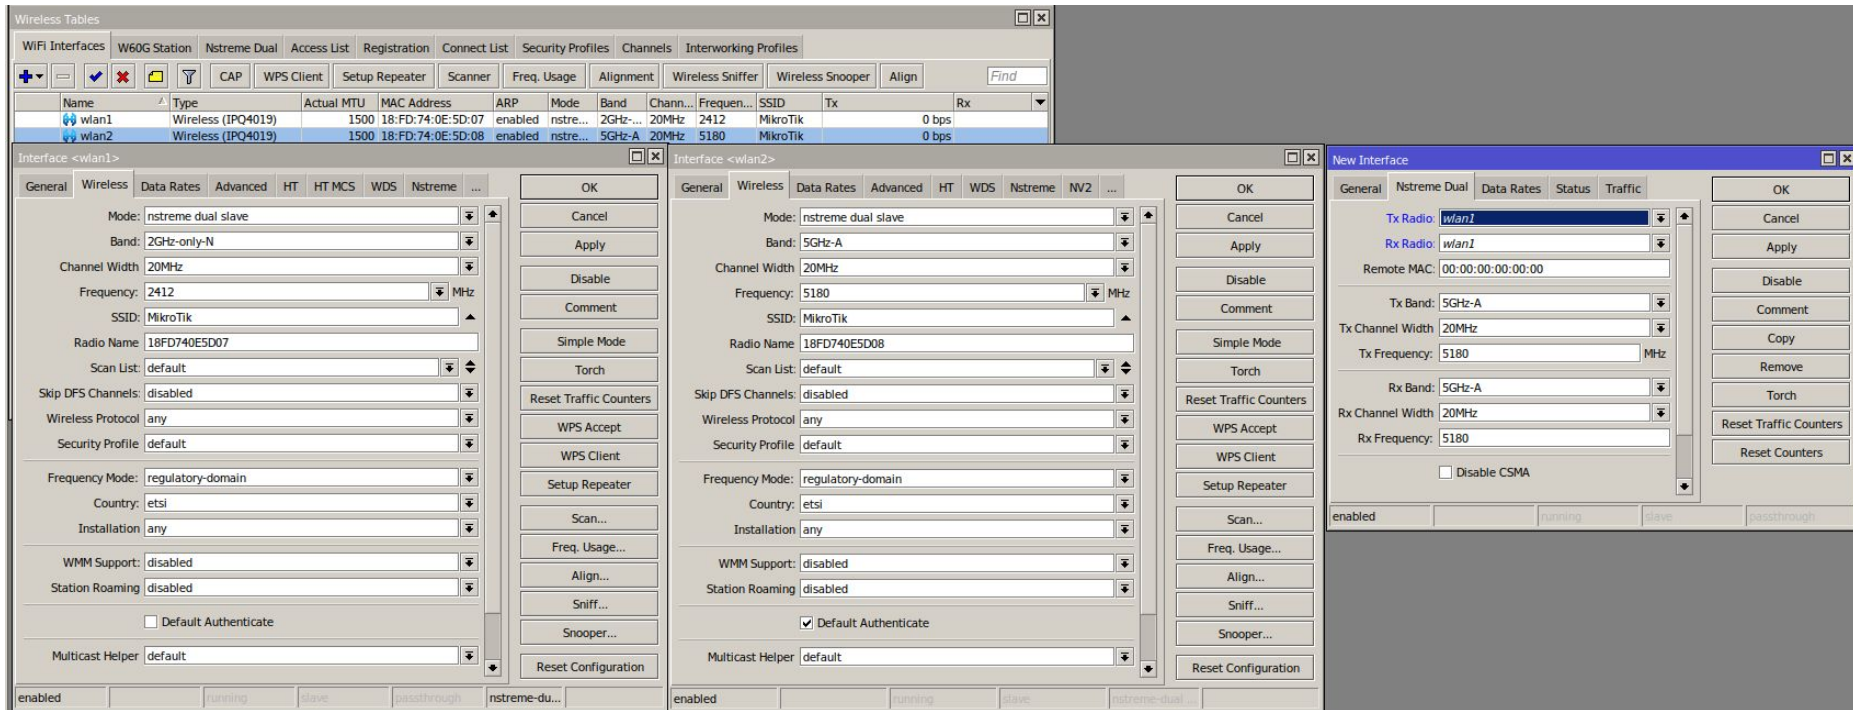 Wireless Tables
WiFi Interfaces W60G Station Nstreme Dual Access List Registration Connect List Security Profiles Channels Interworking Profiles
CAP WPS Client Setup Repeater Scanner Freq. Usage Alignment Wireless Sniffer Wireless Snooper Align Find
Name Type Actual MTU MAC Address ARP Mode Band Chann... Frequen... SSID Tx Rx
wlan1 Wireless (IPQ4019) 1500 18:FD:74:0E:5D:07 enabled nstre... 2GHz-... 20MHz 2412 MikroTik 0 bps
wlan2 Wireless (IPQ4019) 1500 18:FD:74:0E:5D:08 enabled nstre... 5GHz-A 20MHz 5180 MikroTik 0 bps
Interface <wlan1>
General Wireless Data Rates Advanced HT HT MCS WDS Nstreme ...
Mode: nstreme dual slave
Band: 2GHz-only-N
Channel Width 20MHz
Frequency: 2412 MHz
SSID: MikroTik
Radio Name 18FD740E5D07
Scan List: default
Skip DFS Channels: disabled
Wireless Protocol any
Security Profile default
Frequency Mode: regulatory-domain
Country: etsi
Installation any
WMM Support: disabled
Station Roaming disabled
Default Authenticate
Multicast Helper default
OK
Cancel
Apply
Disable
Comment
Simple Mode
Torch
Reset Traffic Counters
WPS Accept
WPS Client
Setup Repeater
Scan...
Freq. Usage...
Align...
Sniff...
Snooper...
Reset Configuration
enabled running slave passthrough nstreme-du...
Interface <wlan2>
General Wireless Data Rates Advanced HT WDS Nstreme NV2 ...
Mode: nstreme dual slave
Band: 5GHz-A
Channel Width 20MHz
Frequency: 5180 MHz
SSID: MikroTik
Radio Name 18FD740E5D08
Scan List: default
Skip DFS Channels: disabled
Wireless Protocol any
Security Profile default
Frequency Mode: regulatory-domain
Country: etsi
Installation any
WMM Support: disabled
Station Roaming disabled
Default Authenticate
Multicast Helper default
OK
Cancel
Apply
Disable
Comment
Simple Mode
Torch
Reset Traffic Counters
WPS Accept
WPS Client
Setup Repeater
Scan...
Freq. Usage...
Align...
Sniff...
Snooper...
Reset Configuration
enabled running slave nstreme-dual ...
New Interface
General Nstreme Dual Data Rates Status Traffic
Tx Radio: wlan1
Rx Radio: wlan1
Remote MAC: 00:00:00:00:00:00
Tx Band: 5GHz-A
Tx Channel Width 20MHz
Tx Frequency: 5180 MHz
Rx Band: 5GHz-A
Rx Channel Width 20MHz
Rx Frequency: 5180
Disable CSMA
OK
Cancel
Apply
Disable
Comment
Copy
Remove
Torch
Reset Traffic Counters
Reset Counters
enabled running slave passthrough